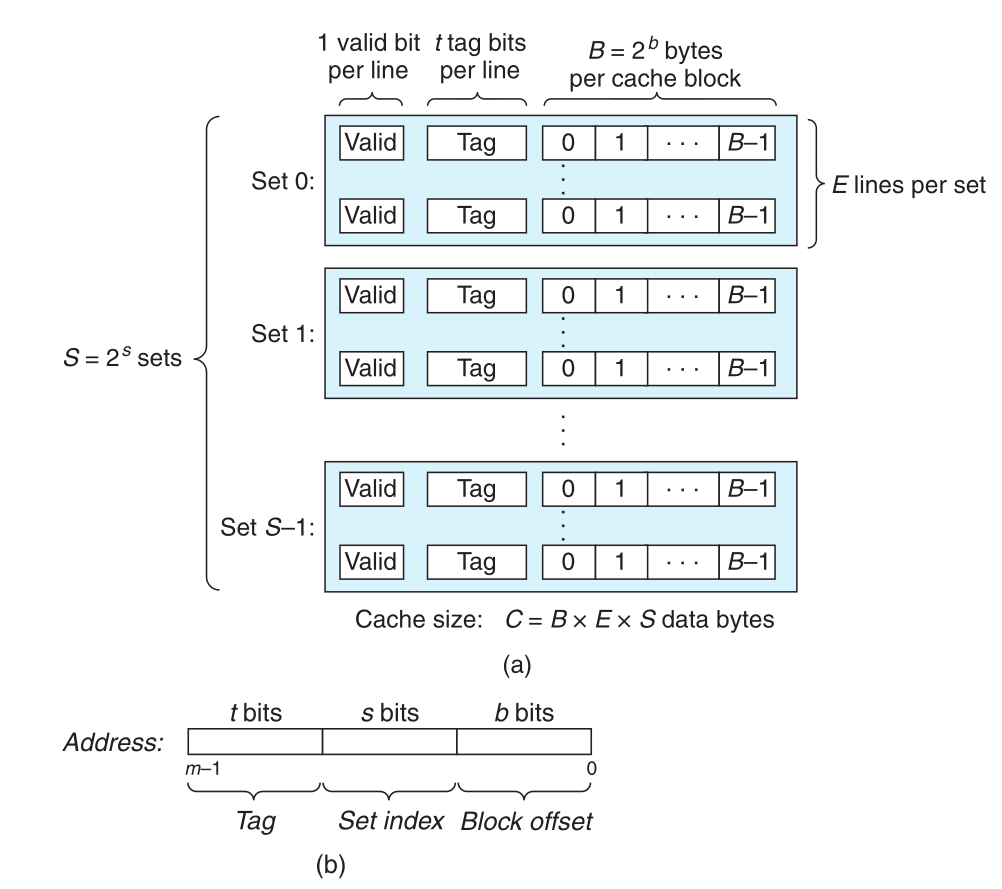 1 valid bit per line
t tag bits per line
B = 2^b bytes per cache block
Set 0:
Valid Tag 0 1 · · · B–1
Valid Tag 0 1 · · · B–1
E lines per set
Set 1:
Valid Tag 0 1 · · · B–1
Valid Tag 0 1 · · · B–1
S = 2^s sets
Set S–1:
Valid Tag 0 1 · · · B–1
Valid Tag 0 1 · · · B–1
Cache size: C = B × E × S data bytes
(a)
t bits s bits b bits
Address:
m–1 0
Tag Set index Block offset
(b)